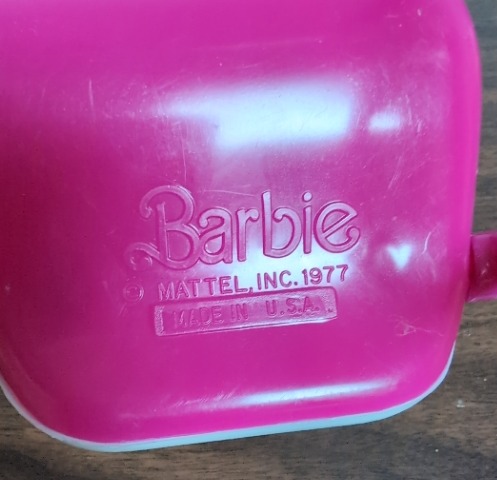 Barbie
© MATTEL, INC. 1977
MADE IN U.S.A.